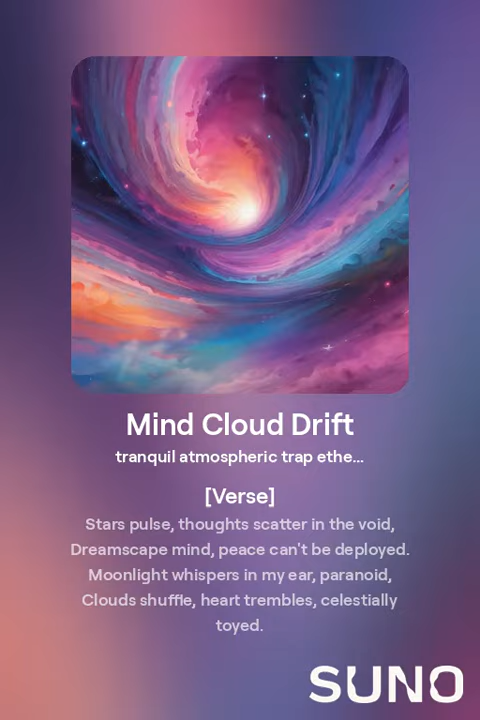 Mind Cloud Drift
tranquil atmospheric trap ethe...
[Verse]
Stars pulse, thoughts scatter in the void,
Dreamscape mind, peace can't be deployed.
Moonlight whispers in my ear, paranoid,
Clouds shuffle, heart trembles, celestially
toyed.
SUNO